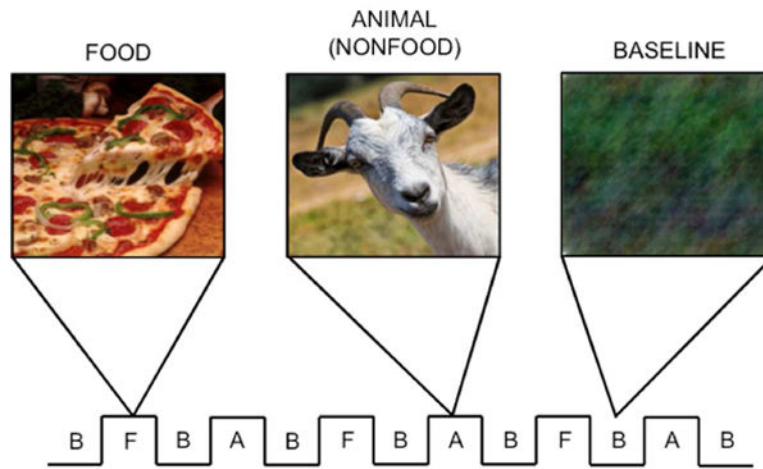 FOOD
ANIMAL
(NONFOOD)
BASELINE
B F B A B F B A B F B A B